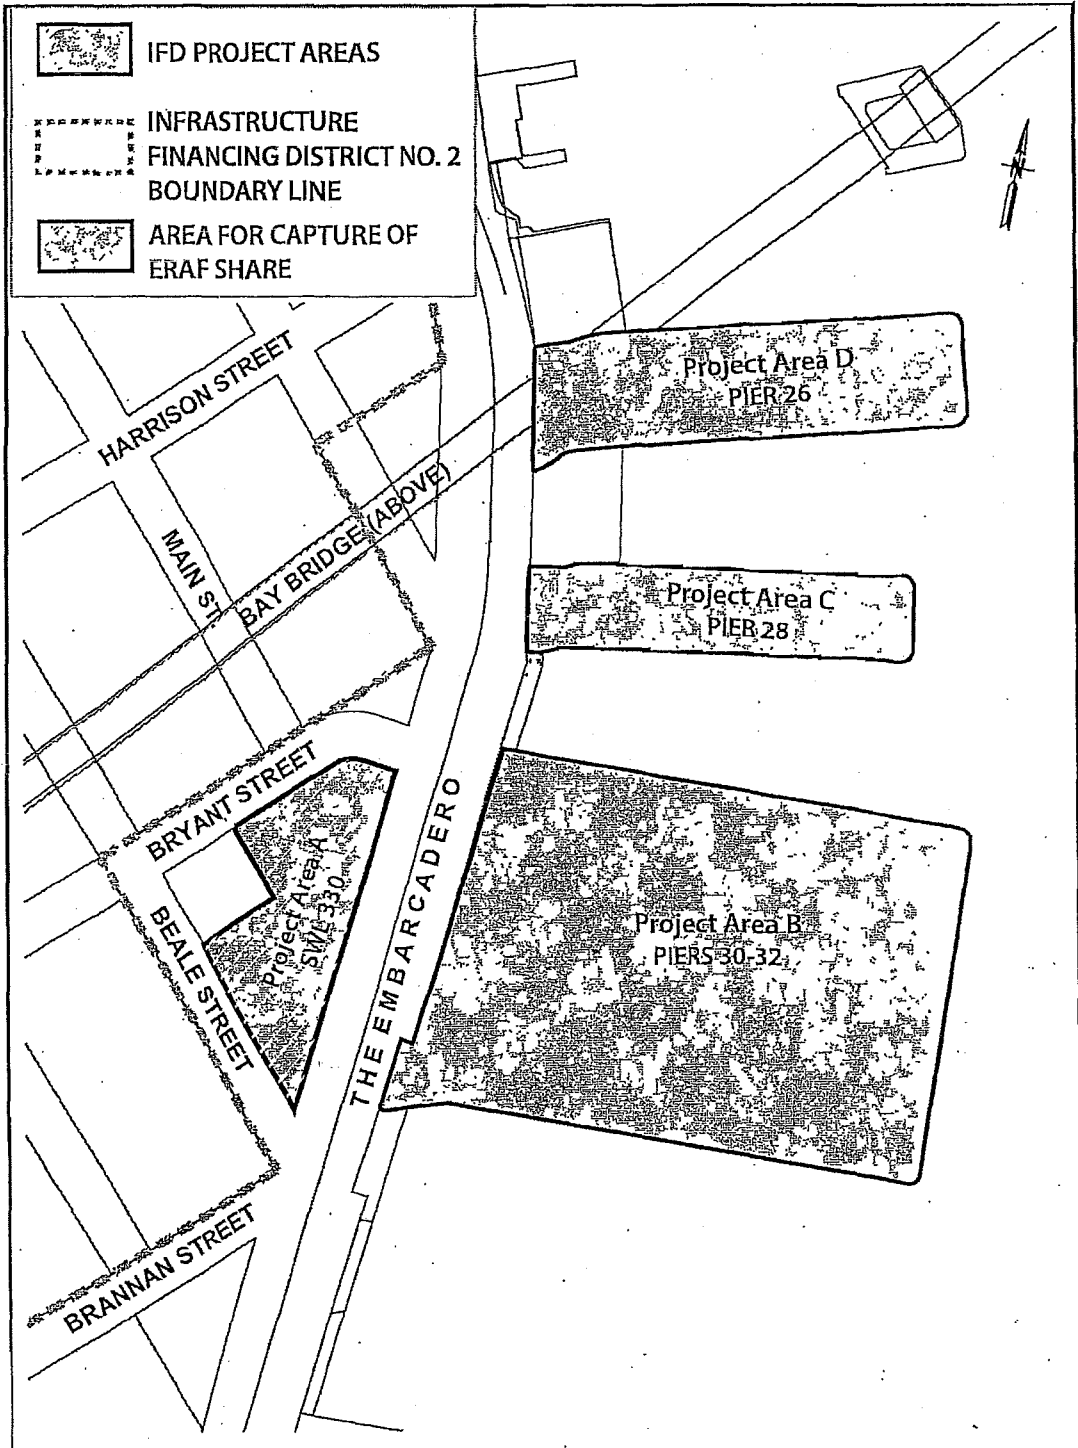 IFD PROJECT AREAS
INFRASTRUCTURE
FINANCING DISTRICT NO. 2
BOUNDARY LINE
AREA FOR CAPTURE OF
ERAF SHARE
N
HARRISON STREET
Project Area D
PIER 26
BAY BRIDGE (ABOVE)
MAIN ST.
Project Area C
PIER 28
BRYANT STREET
THE EMBARCADERO
Project Area A
SWL 330
Project Area B
PIERS 30-32
BEALE STREET
BRANNAN STREET